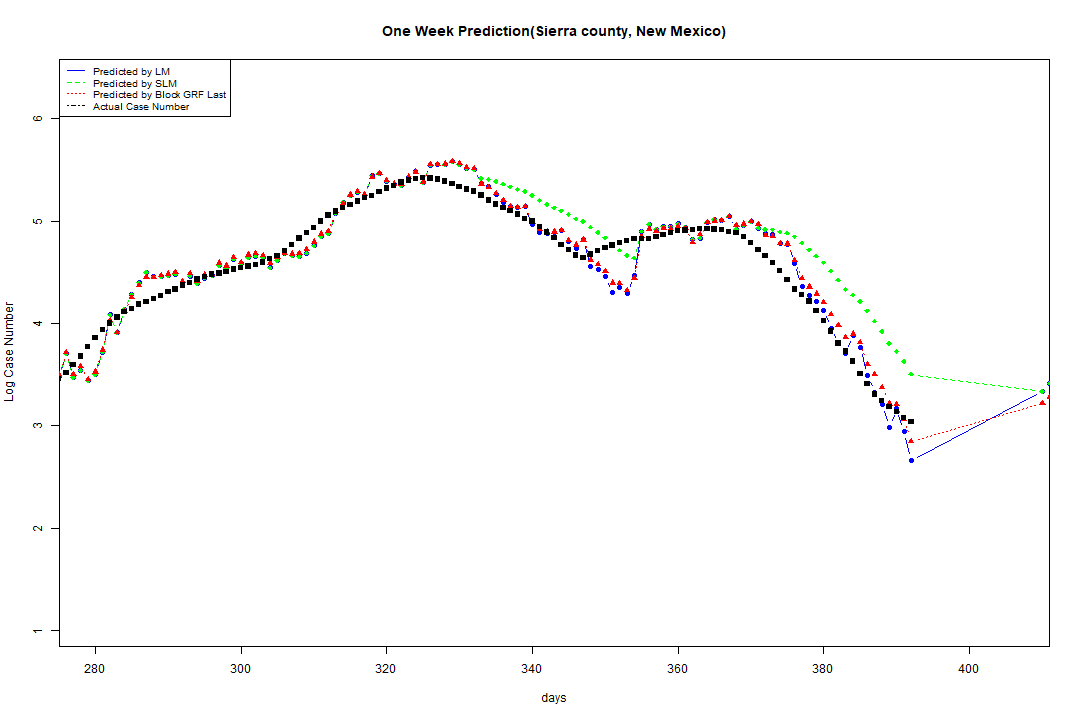 One Week Prediction(Sierra county, New Mexico)
Predicted by LM
Predicted by SLM
Predicted by Block GRF Last
Actual Case Number
Log Case Number
6
5
4
3
2
1
280 300 320 340 360 380 400
days